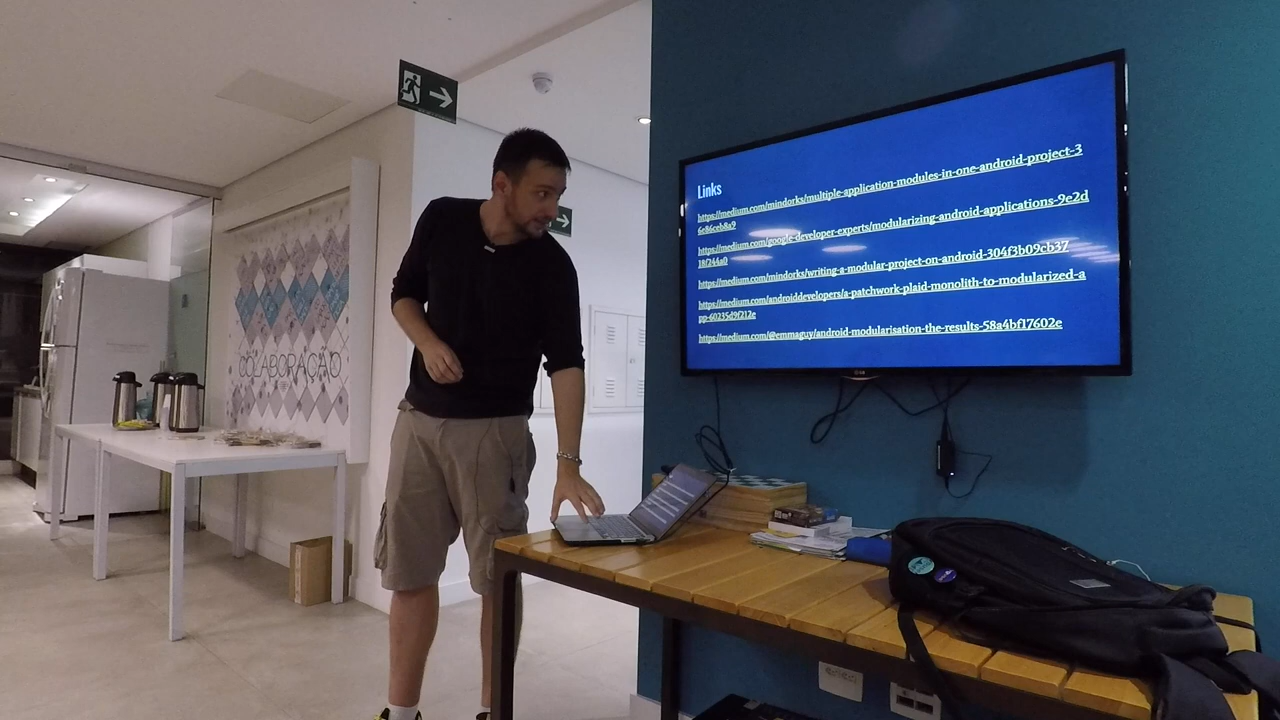 COLABORAÇÃO
Links
https://medium.com/mindorks/multiple-application-modules-in-one-android-project-3
6e86ceb8a9
https://medium.com/google-developer-experts/modularizing-android-applications-9e2d
18f244a0
https://medium.com/mindorks/writing-a-modular-project-on-android-304f3b09cb37
https://medium.com/androiddevelopers/a-patchwork-plaid-monolith-to-modularized-a
pp-60235d9f212e
https://medium.com/@emmaguy/android-modularisation-the-results-58a4bf17602e
LG